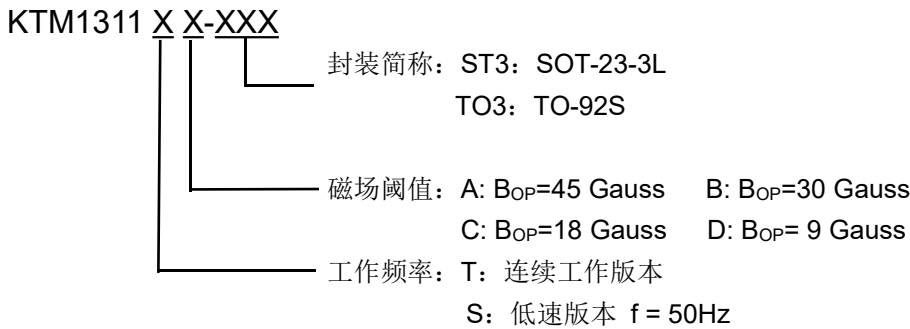 KTM1311 X X-XXX
封装简称：ST3：SOT-23-3L
TO3：TO-92S
磁场阈值：A: BOP=45 Gauss B: BOP=30 Gauss
C: BOP=18 Gauss D: BOP= 9 Gauss
工作频率：T：连续工作版本
S：低速版本 f = 50Hz